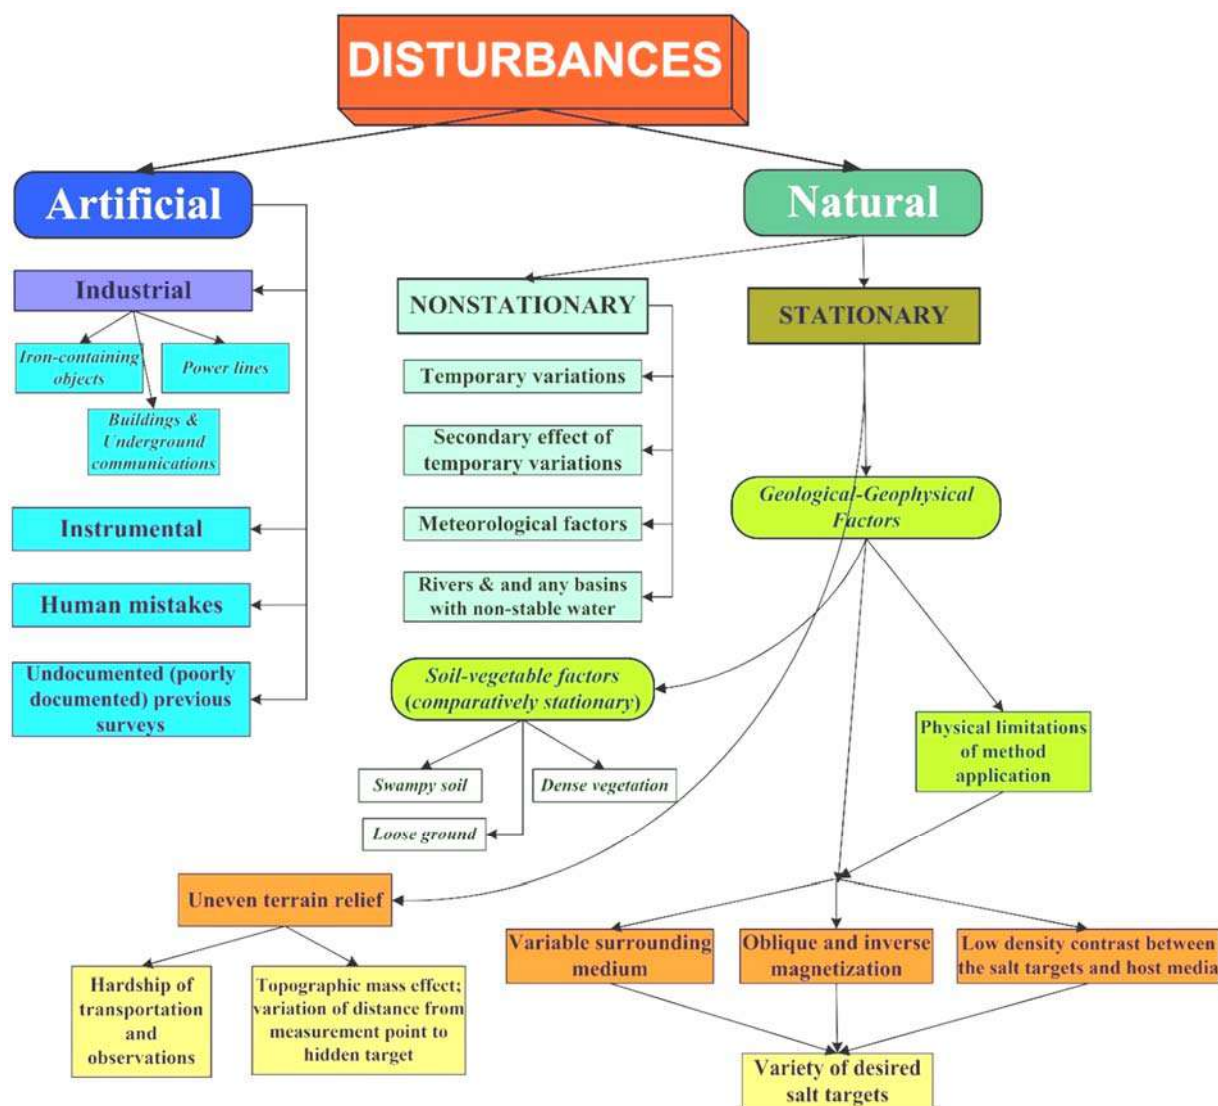 DISTURBANCES
Artificial
Natural
Industrial
Iron-containing
objects
Power lines
Buildings &
Underground
communications
Instrumental
Human mistakes
Undocumented (poorly
documented) previous
surveys
NONSTATIONARY
Temporary variations
Secondary effect of
temporary variations
Meteorological factors
Rivers & and any basins
with non-stable water
STATIONARY
Geological-Geophysical
Factors
Soil-vegetable factors
(comparatively stationary)
Swampy soil
Dense vegetation
Loose ground
Physical limitations
of method
application
Uneven terrain relief
Hardship of
transportation
and
observations
Topographic mass effect;
variation of distance from
measurement point to
hidden target
Variable surrounding
medium
Oblique and inverse
magnetization
Low density contrast between
the salt targets and host media
Variety of desired
salt targets